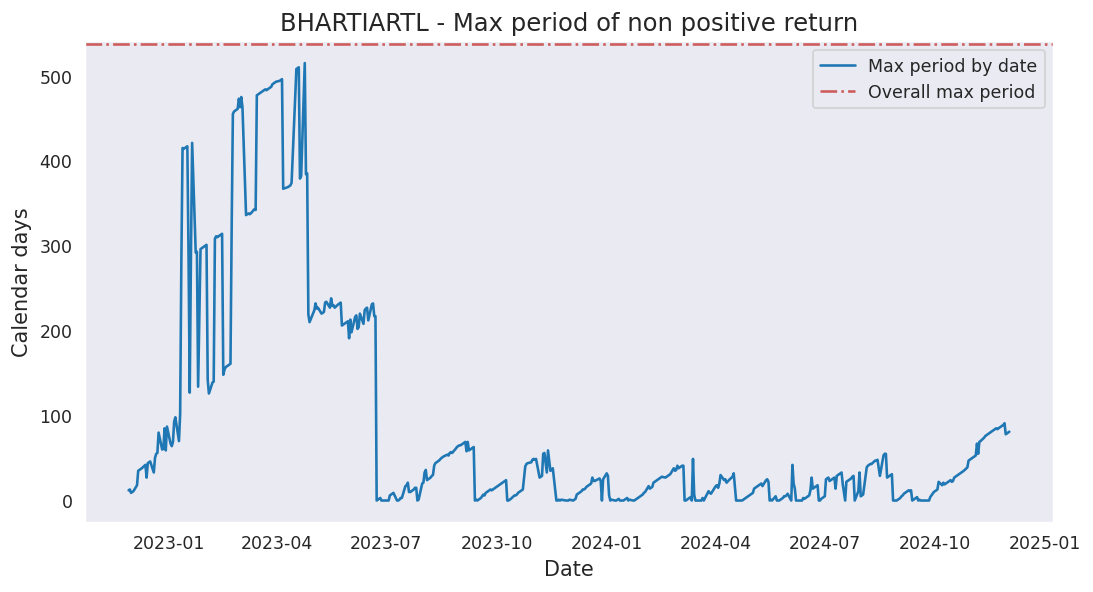 BHARTIARTL - Max period of non positive return
Max period by date
Overall max period
Calendar days
500
400
300
200
100
0
2023-01 2023-04 2023-07 2023-10 2024-01 2024-04 2024-07 2024-10 2025-01
Date